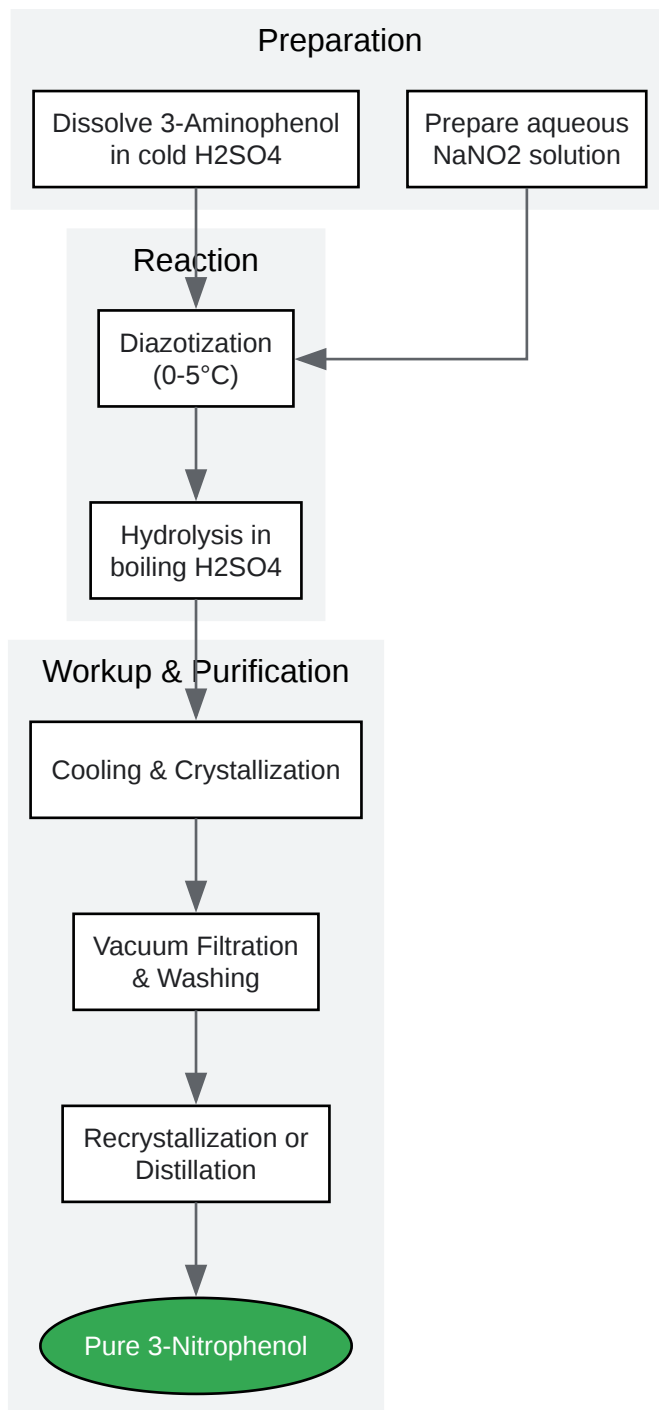 Preparation
Dissolve 3-Aminophenol
in cold H2SO4
Prepare aqueous
NaNO2 solution
Reaction
Diazotization
(0-5°C)
Hydrolysis in
boiling H2SO4
Workup & Purification
Cooling & Crystallization
Vacuum Filtration
& Washing
Recrystallization or
Distillation
Pure 3-Nitrophenol